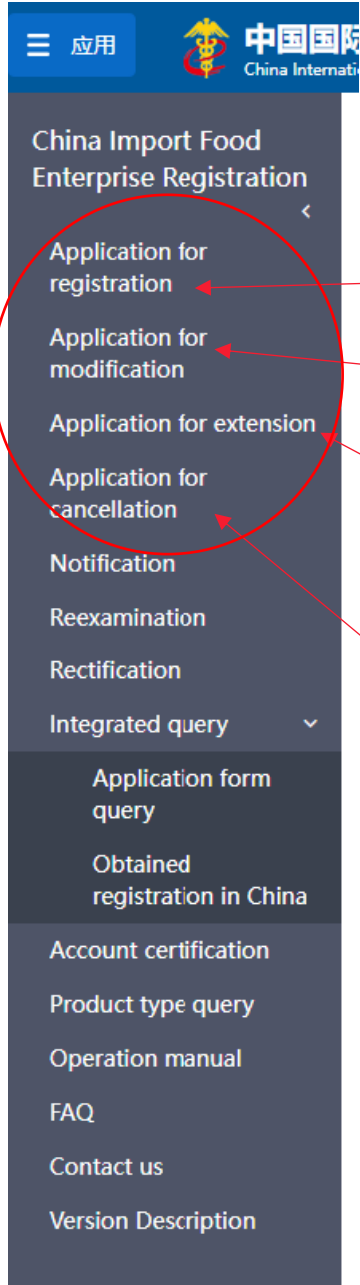 应用
中国国际
China Internati
China Import Food
Enterprise Registration
Application for
registration
Application for
modification
Application for extension
Application for
cancellation
Notification
Reexamination
Rectification
Integrated query
Application form
query
Obtained
registration in China
Account certification
Product type query
Operation manual
FAQ
Contact us
Version Description